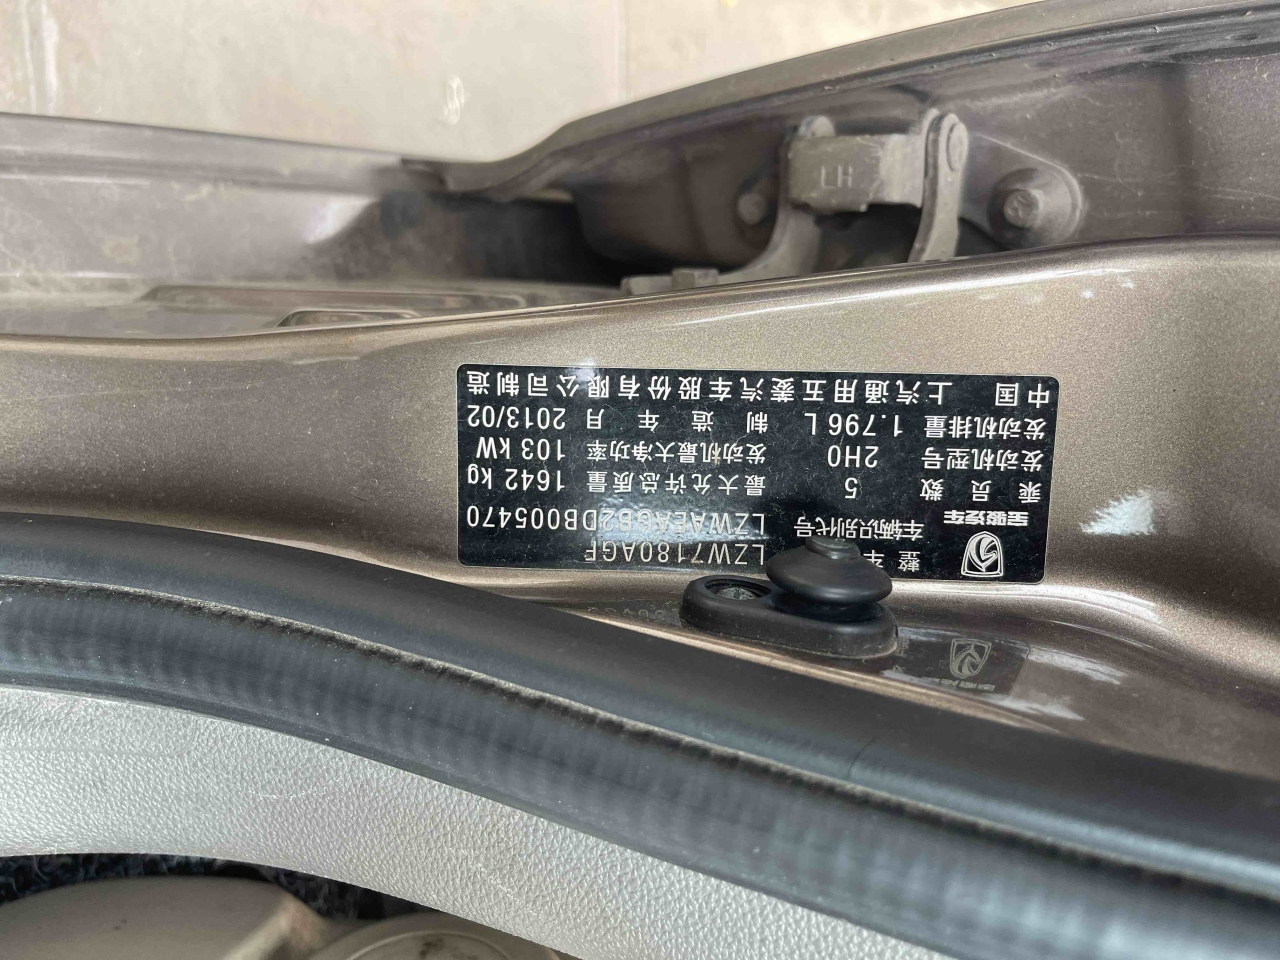 整车 LZW7180AGF
宝骏汽车 车辆识别代号 LZWAEAGB2DB005470
乘员数 5 最大允许总质量 1642 kg
发动机型号 2H0 发动机最大净功率 103 kW
发动机排量 1.796 L 制造年月 2013/02
中国 上汽通用五菱汽车股份有限公司制造
LH